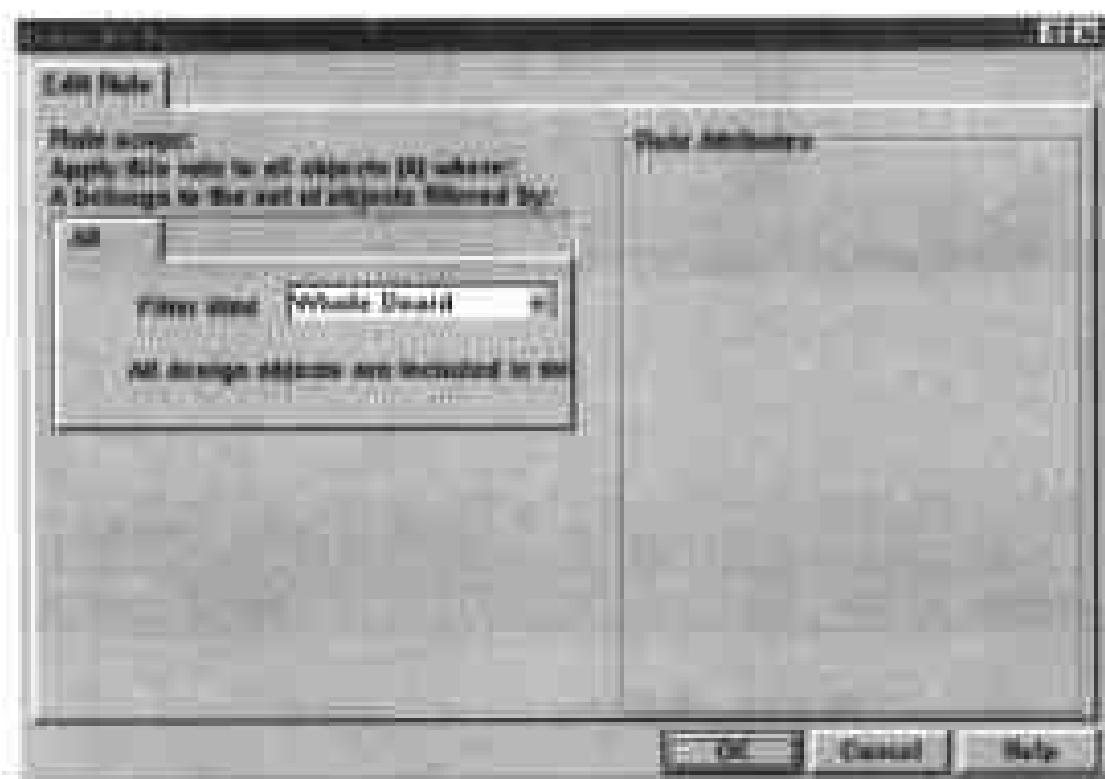 Edit Rule
Rule scope:
Apply this rule to all objects (A) where:
A belongs to the set of objects filtered by:
All
Filter kind
Whole Board
All design objects are included in
Rule Attributes
OK
Cancel
Help